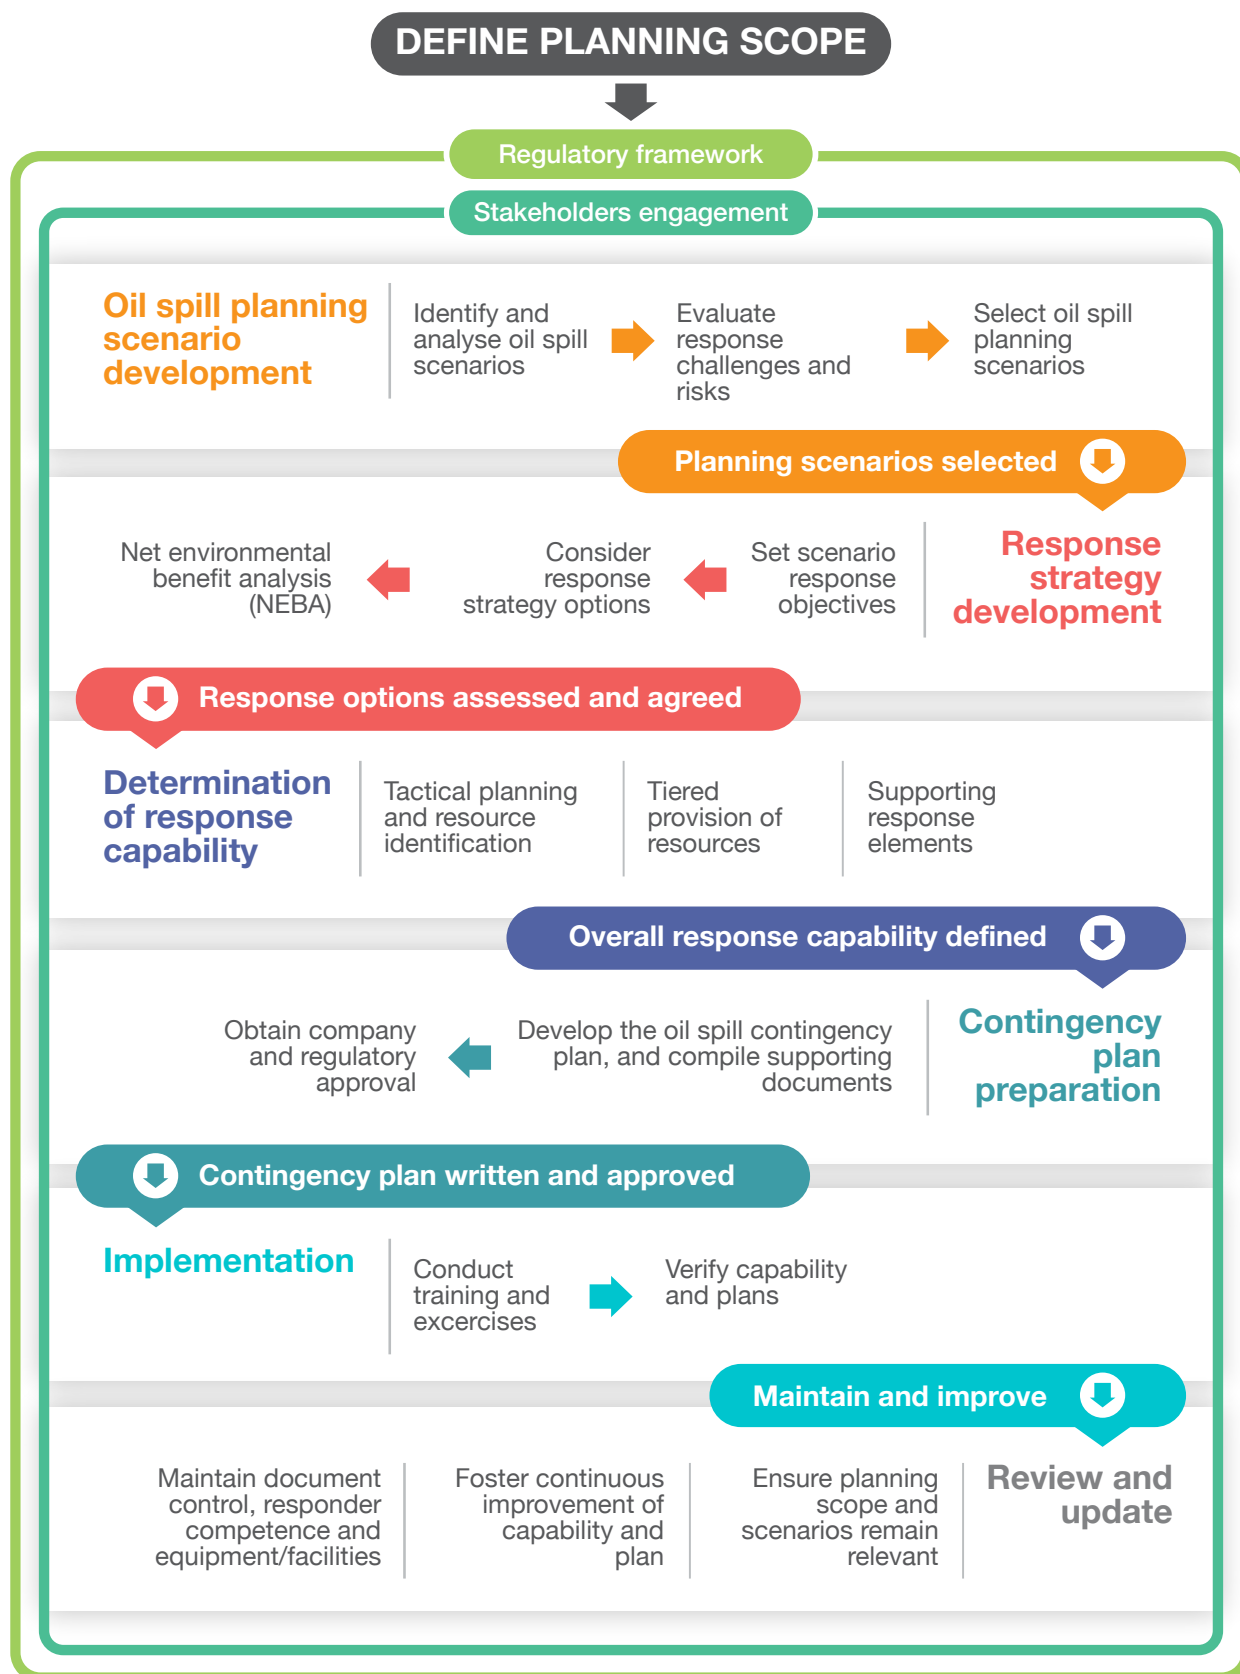 DEFINE PLANNING SCOPE
Regulatory framework
Stakeholders engagement
Oil spill planning
scenario
development
Identify and
analyse oil spill
scenarios
Evaluate
response
challenges and
risks
Select oil spill
planning
scenarios
Planning scenarios selected
Response
strategy
development
Set scenario
response
objectives
Consider
response
strategy options
Net environmental
benefit analysis
(NEBA)
Response options assessed and agreed
Determination
of response
capability
Tactical planning
and resource
identification
Tiered
provision of
resources
Supporting
response
elements
Overall response capability defined
Contingency
plan
preparation
Develop the oil spill contingency
plan, and compile supporting
documents
Obtain company
and regulatory
approval
Contingency plan written and approved
Implementation
Conduct
training and
excercises
Verify capability
and plans
Maintain and improve
Review and
update
Ensure planning
scope and
scenarios remain
relevant
Foster continuous
improvement of
capability and
plan
Maintain document
control, responder
competence and
equipment/facilities